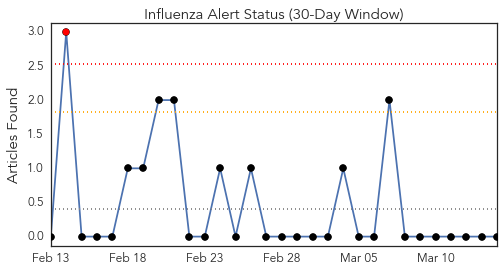 Influenza Alert Status (30-Day Window)
Articles Found
3.0
2.5
2.0
1.5
1.0
0.5
0.0
Feb 13 Feb 18 Feb 23 Feb 28 Mar 05 Mar 10